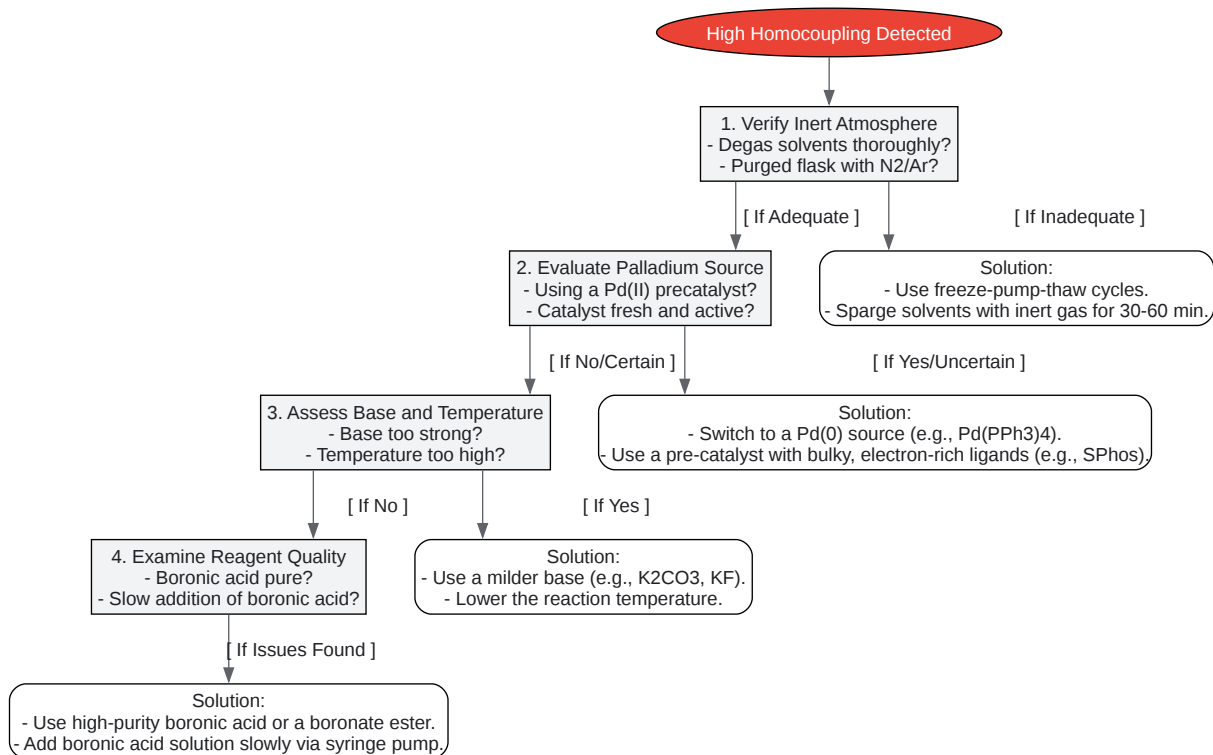 High Homocoupling Detected
1. Verify Inert Atmosphere
- Degas solvents thoroughly?
- Purged flask with N2/Ar?
[ If Adequate ]
[ If Inadequate ]
2. Evaluate Palladium Source
- Using a Pd(II) precatalyst?
- Catalyst fresh and active?
Solution:
- Use freeze-pump-thaw cycles.
- Sparge solvents with inert gas for 30-60 min.
[ If No/Certain ]
[ If Yes/Uncertain ]
3. Assess Base and Temperature
- Base too strong?
- Temperature too high?
Solution:
- Switch to a Pd(0) source (e.g., Pd(PPh3)4).
- Use a pre-catalyst with bulky, electron-rich ligands (e.g., SPhos).
[ If No ]
[ If Yes ]
4. Examine Reagent Quality
- Boronic acid pure?
- Slow addition of boronic acid?
Solution:
- Use a milder base (e.g., K2CO3, KF).
- Lower the reaction temperature.
[ If Issues Found ]
Solution:
- Use high-purity boronic acid or a boronate ester.
- Add boronic acid solution slowly via syringe pump.